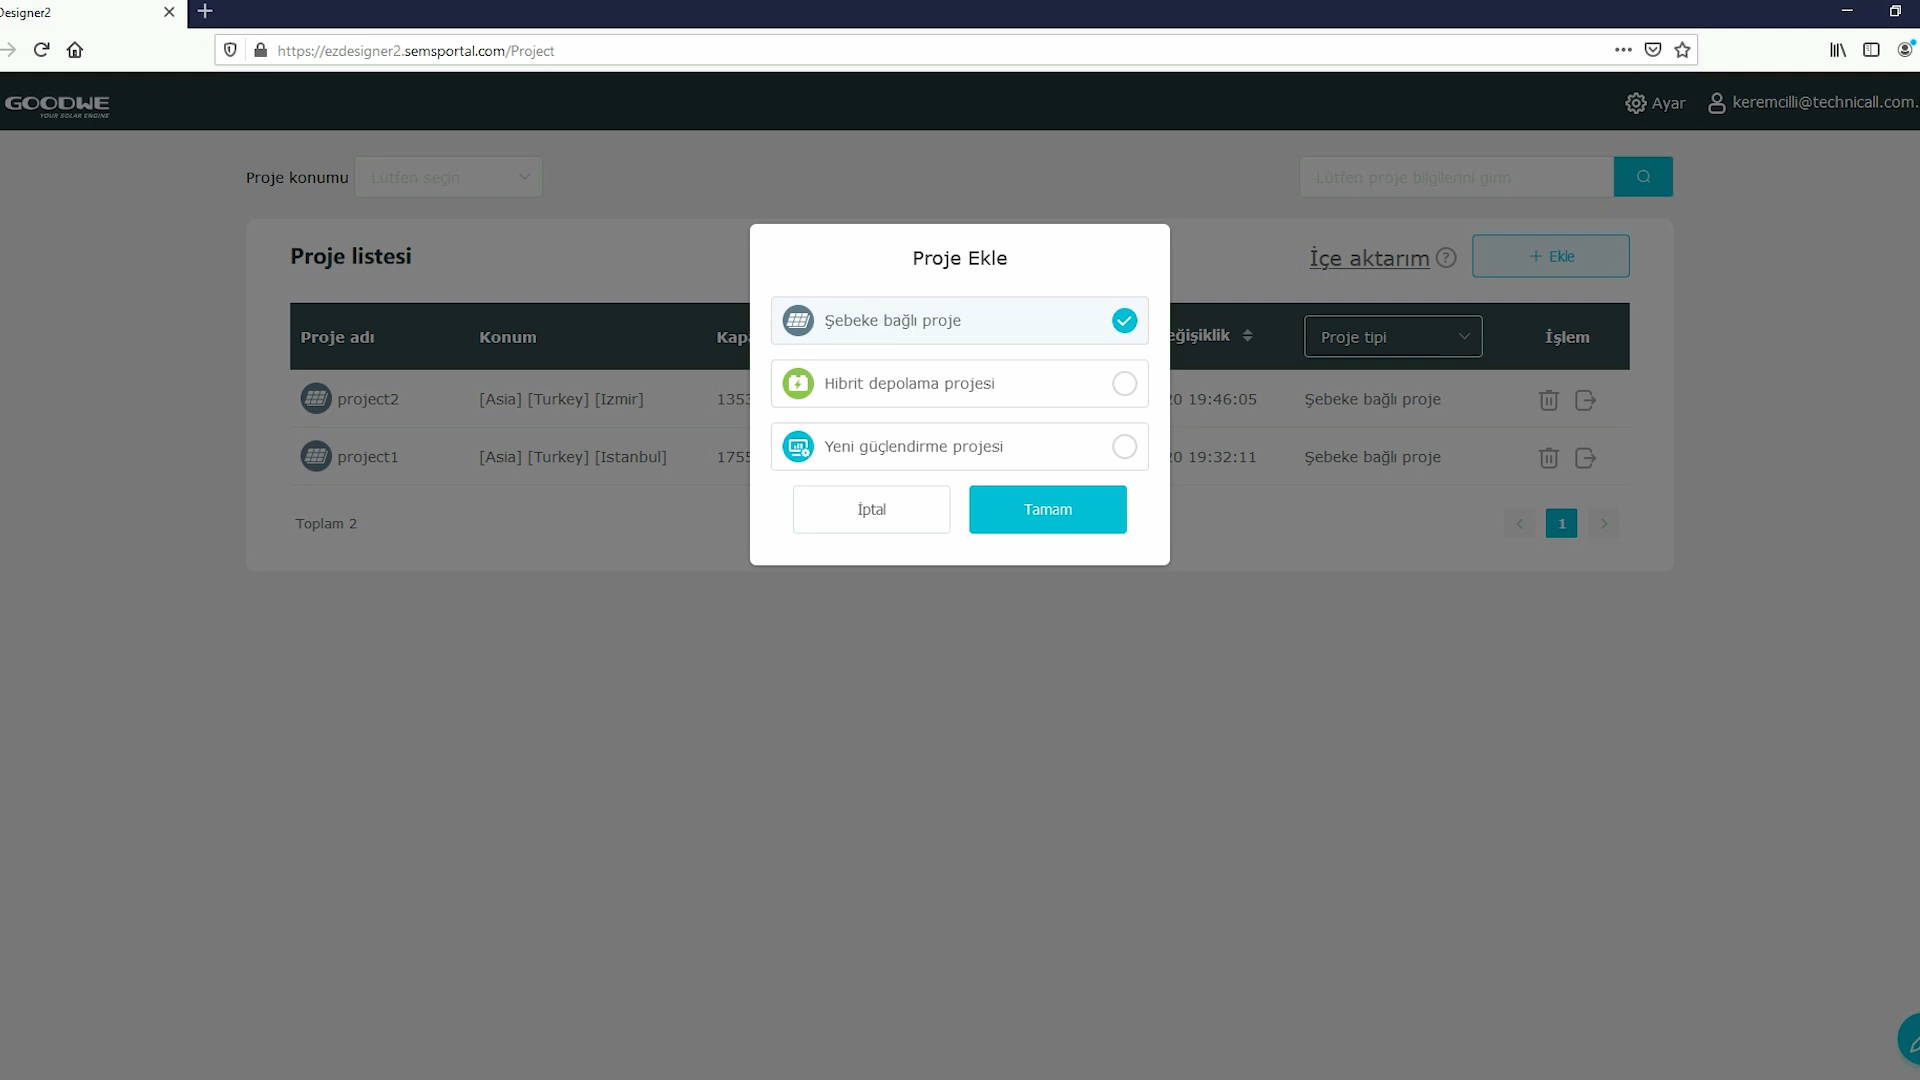 Designer2
https://ezdesigner2.semsportal.com/Project
GOODWE
YOUR SOLAR ENGINE
Ayar
keremcilli@technicall.com.
Proje konumu
Lütfen seçin
Lütfen proje bilgilerini girin
Proje listesi
İçe aktarım
?
+ Ekle
Proje adı
Konum
Kapa
eğişiklik
Proje tipi
İşlem
project2
[Asia] [Turkey] [Izmir]
1353
20 19:46:05
Şebeke bağlı proje
project1
[Asia] [Turkey] [Istanbul]
1755
20 19:32:11
Şebeke bağlı proje
Toplam 2
< 1 >
Proje Ekle
Şebeke bağlı proje
Hibrit depolama projesi
Yeni güçlendirme projesi
İptal
Tamam